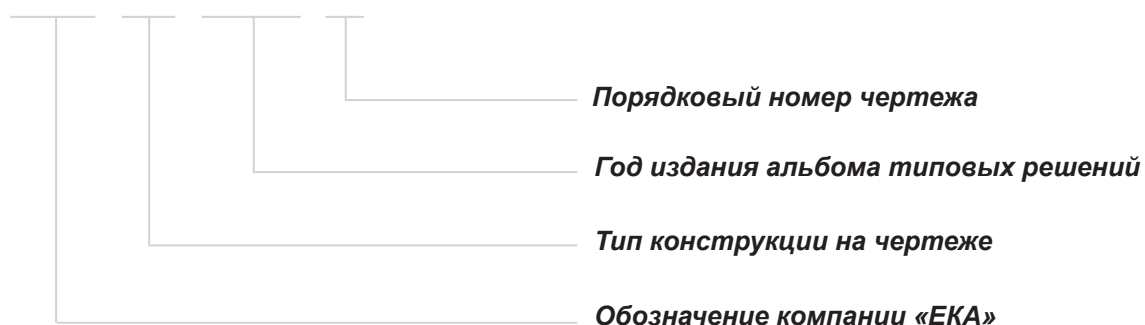 Порядковый номер чертежа
Год издания альбома типовых решений
Тип конструкции на чертеже
Обозначение компании «ЕКА»